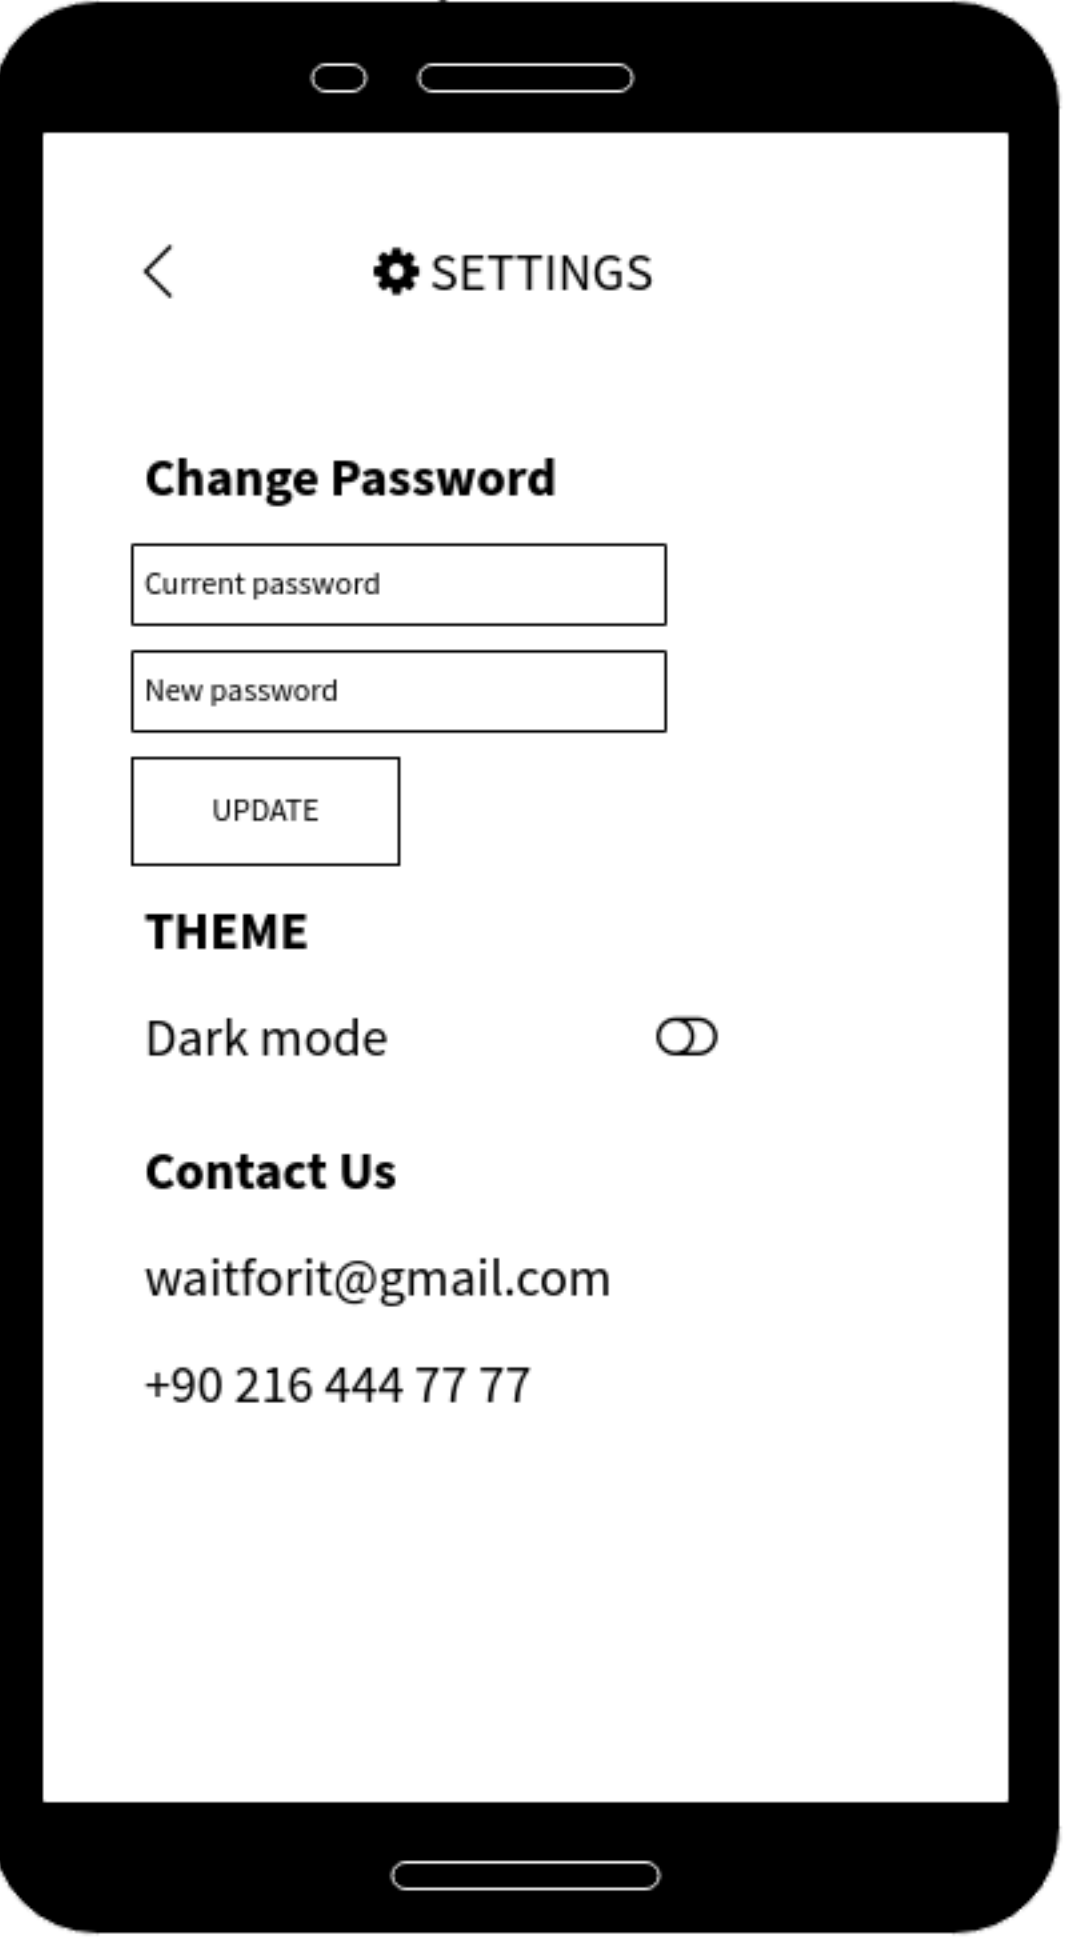 SETTINGS
Change Password
Current password
New password
UPDATE
THEME
Dark mode
Contact Us
waitforit@gmail.com
+90 216 444 77 77